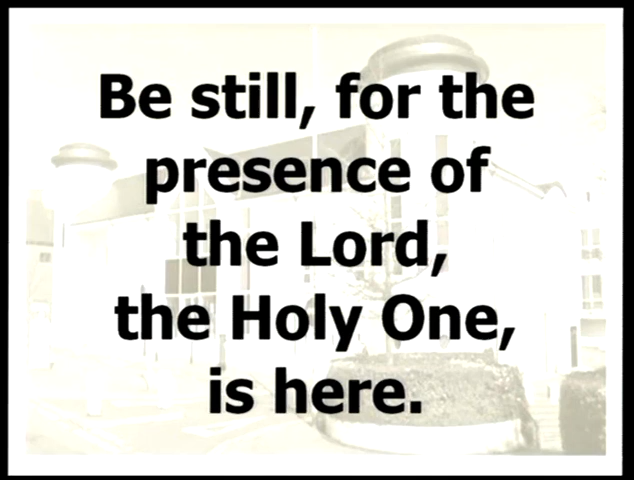 Be still, for the
presence of
the Lord,
the Holy One,
is here.